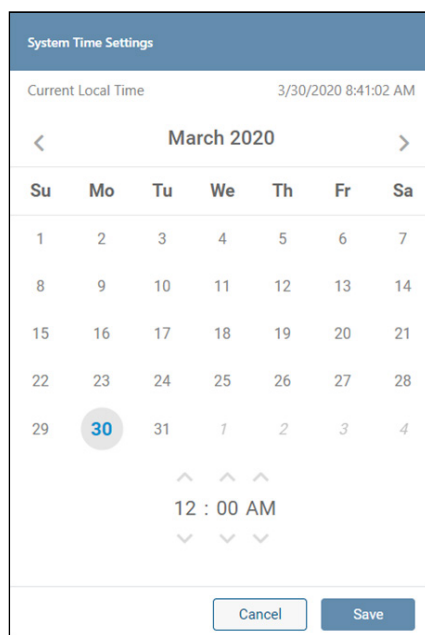 System Time Settings
Current Local Time 3/30/2020 8:41:02 AM
March 2020
Su Mo Tu We Th Fr Sa
1 2 3 4 5 6 7
8 9 10 11 12 13 14
15 16 17 18 19 20 21
22 23 24 25 26 27 28
29 30 31 1 2 3 4
12 : 00 AM
Cancel Save